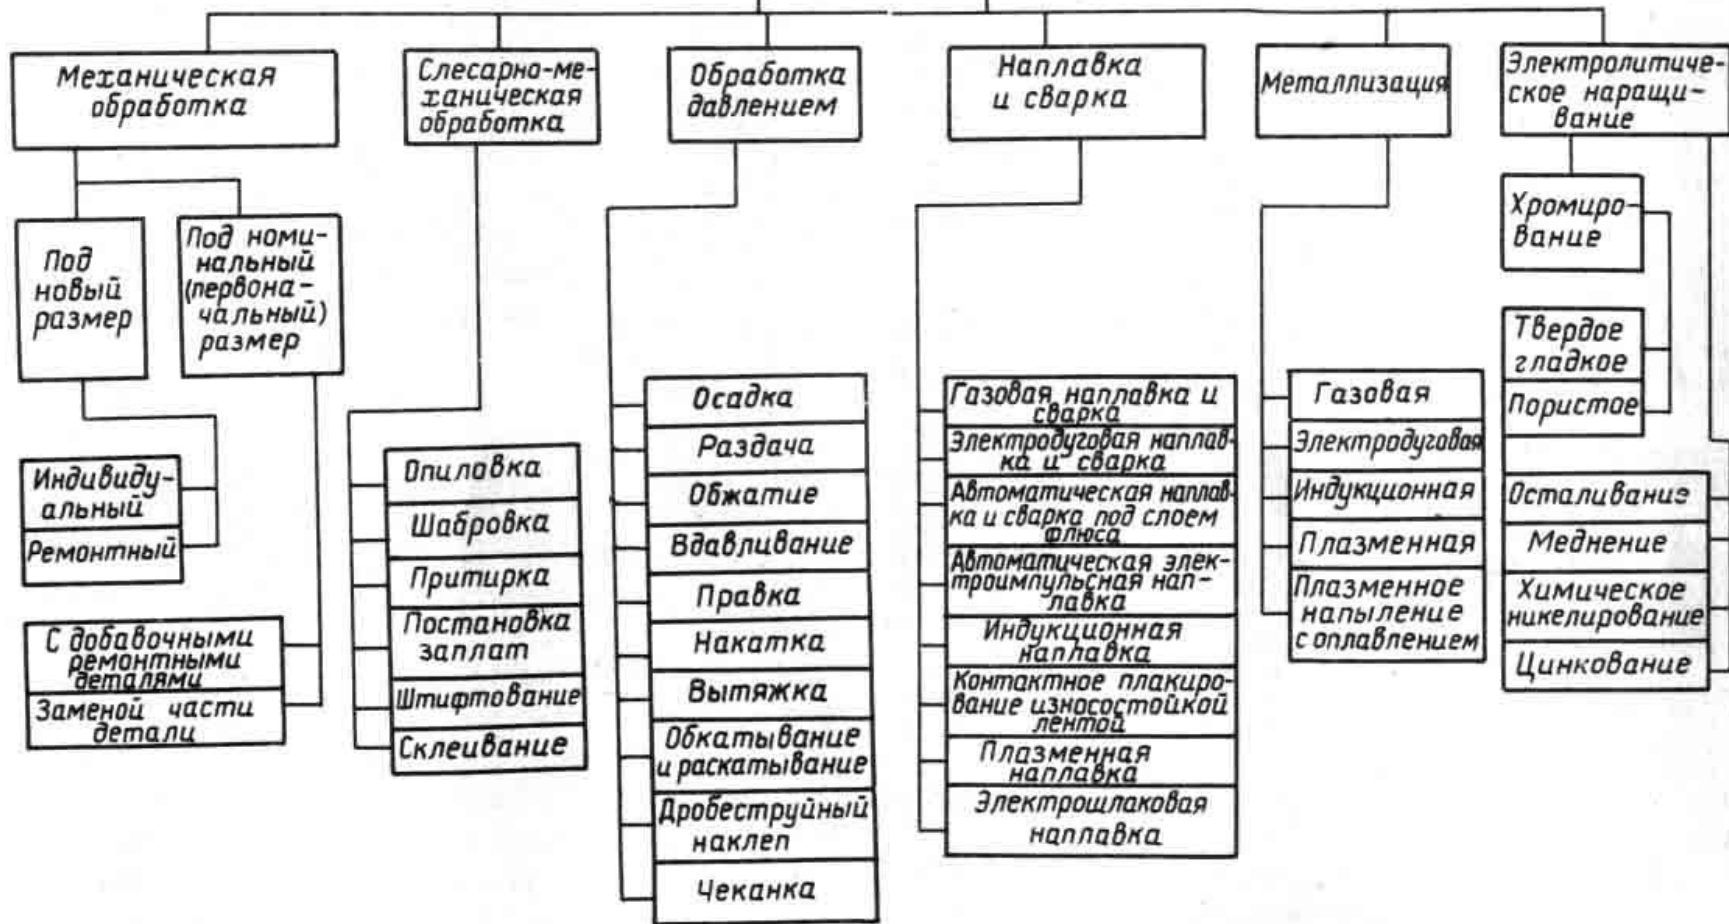 Механическая
обработка
Слесарно-ме-
ханическая
обработка
Обработка
давлением
Наплавка
и сварка
Металлизация
Электролитиче-
ское наращи-
вание
Под
новый
размер
Под номи-
нальный
(первона-
чальный)
размер
Индивиду-
альный
Ремонтный
С добавочными
ремонтными
деталями
Заменой части
детали
Опиловка
Шабровка
Притирка
Постановка
заплат
Штифтование
Склеивание
Осадка
Раздача
Обжатие
Вдавливание
Правка
Накатка
Вытяжка
Обкатывание
и раскатывание
Дробеструйный
наклеп
Чеканка
Газовая наплавка и
сварка
Электродуговая наплав-
ка и сварка
Автоматическая наплав-
ка и сварка под слоем
флюса
Автоматическая элек-
троимпульсная нап-
лавка
Индукционная
наплавка
Контактное плакиро-
вание износостойкой
лентой
Плазменная
наплавка
Электрошлаковая
наплавка
Газовая
Электродуговая
Индукционная
Плазменная
Плазменное
напыление
с оплавлением
Хромиро-
вание
Твердое
гладкое
Пористое
Осталивание
Меднение
Химическое
никелирование
Цинкование